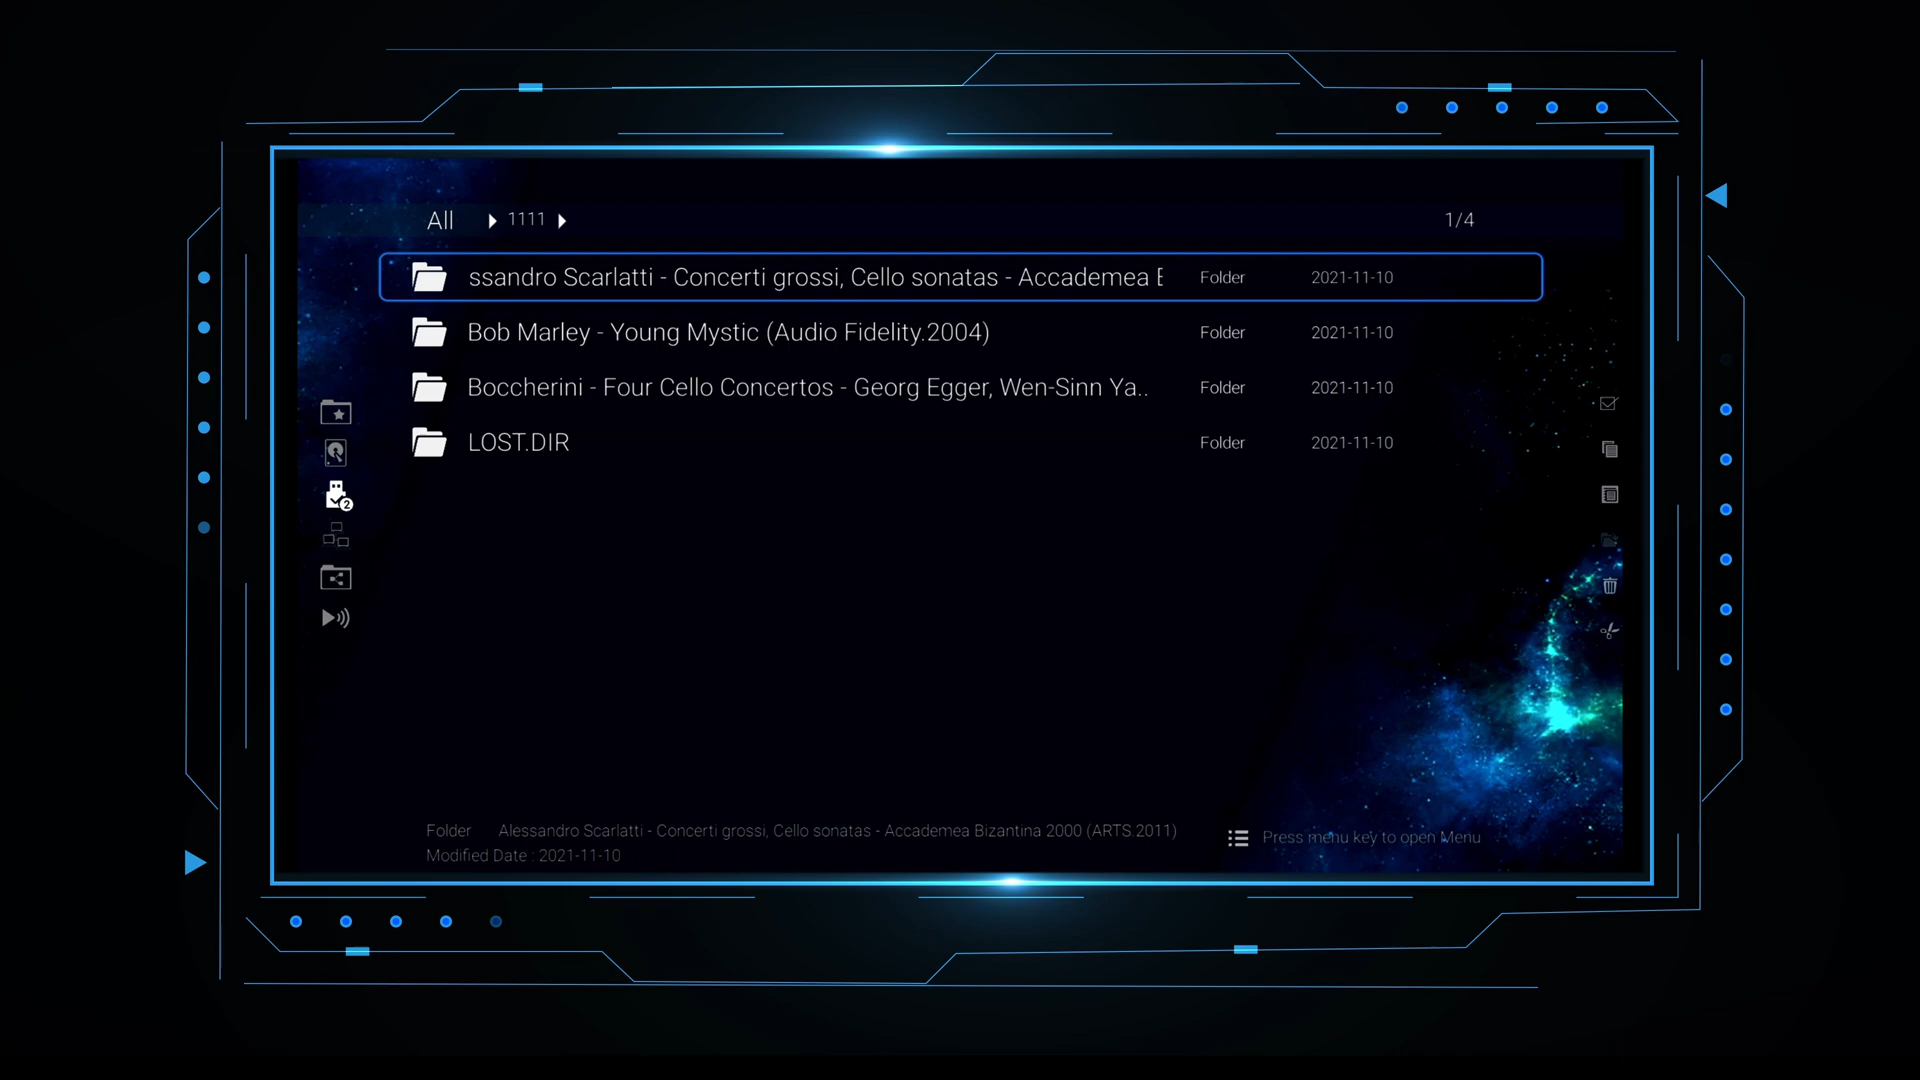 All 1111 1/4
ssandro Scarlatti - Concerti grossi, Cello sonatas - Accademea B Folder 2021-11-10
Bob Marley - Young Mystic (Audio Fidelity.2004) Folder 2021-11-10
Boccherini - Four Cello Concertos - Georg Egger, Wen-Sinn Ya.. Folder 2021-11-10
LOST.DIR Folder 2021-11-10
2
Folder Alessandro Scarlatti - Concerti grossi, Cello sonatas - Accademea Bizantina 2000 (ARTS 2011)
Modified Date : 2021-11-10
Press menu key to open Menu